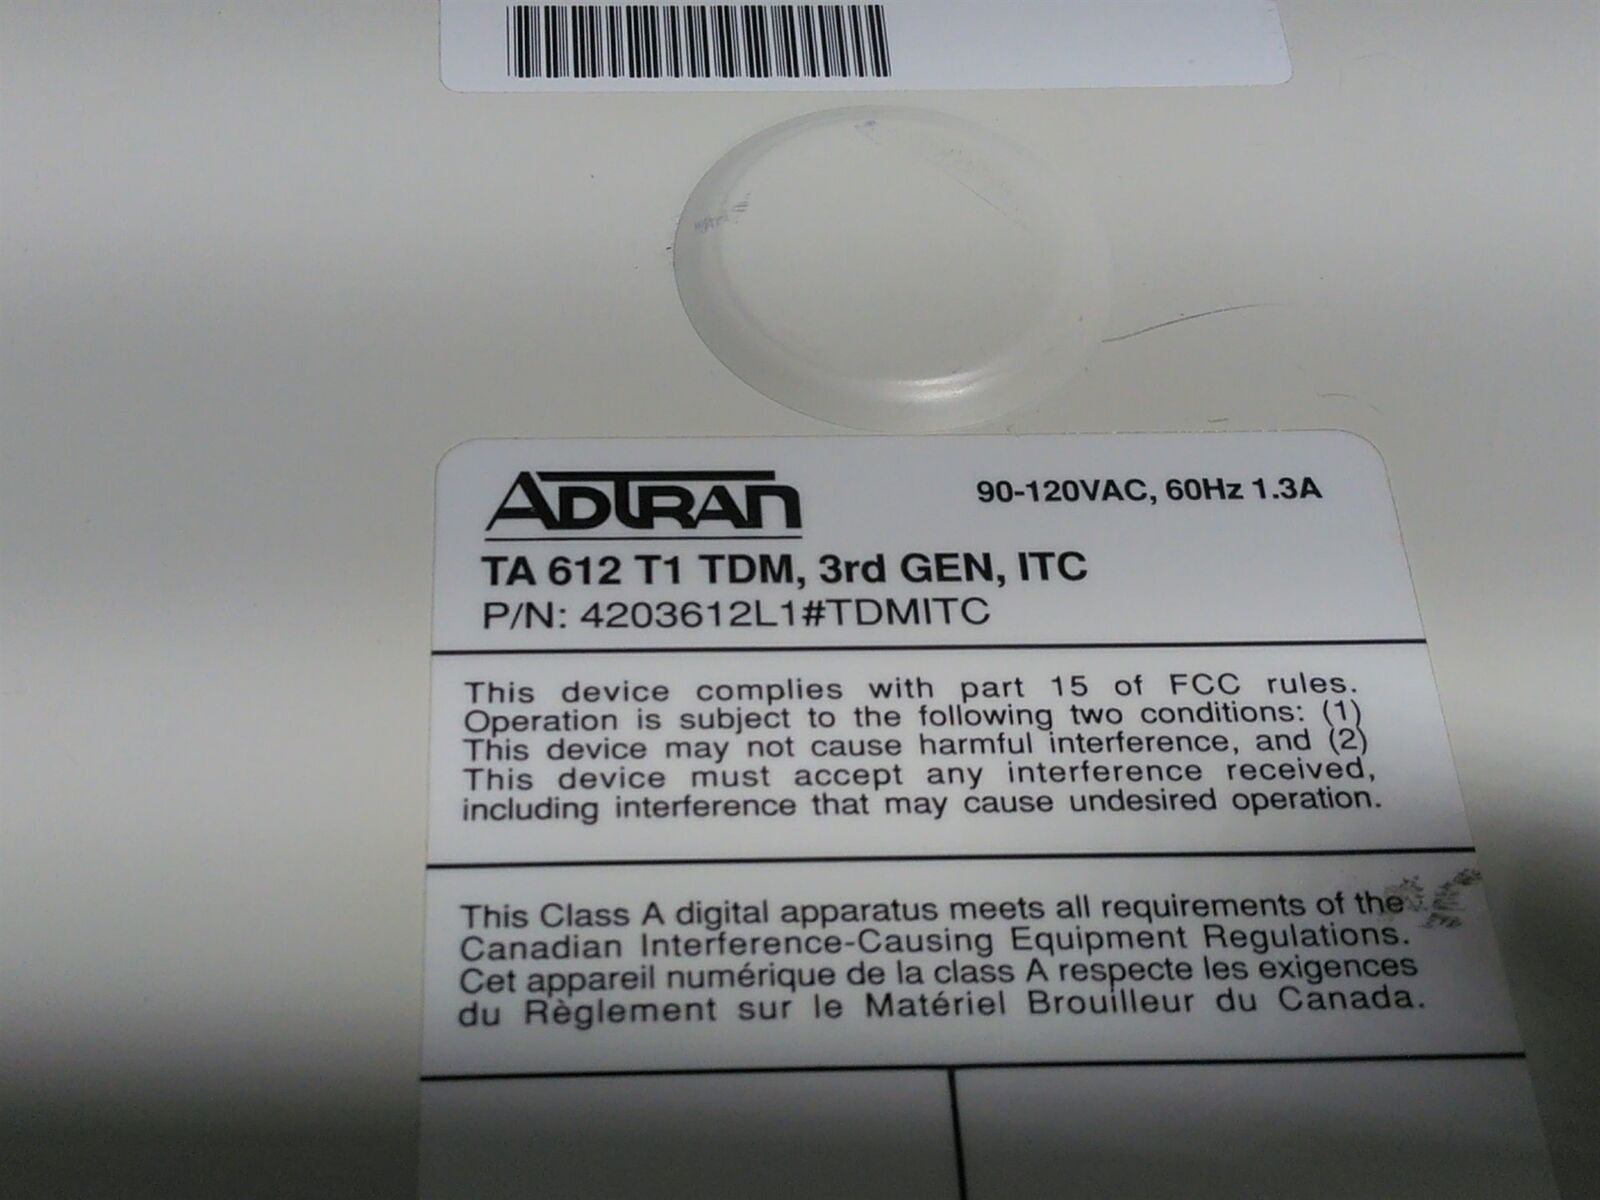 ADTRAN
90-120VAC, 60Hz 1.3A
TA 612 T1 TDM, 3rd GEN, ITC
P/N: 4203612L1#TDMITC
This device complies with part 15 of FCC rules.
Operation is subject to the following two conditions: (1)
This device may not cause harmful interference, and (2)
This device must accept any interference received,
including interference that may cause undesired operation.
This Class A digital apparatus meets all requirements of the
Canadian Interference-Causing Equipment Regulations.
Cet appareil numérique de la class A respecte les exigences
du Règlement sur le Matériel Brouilleur du Canada.